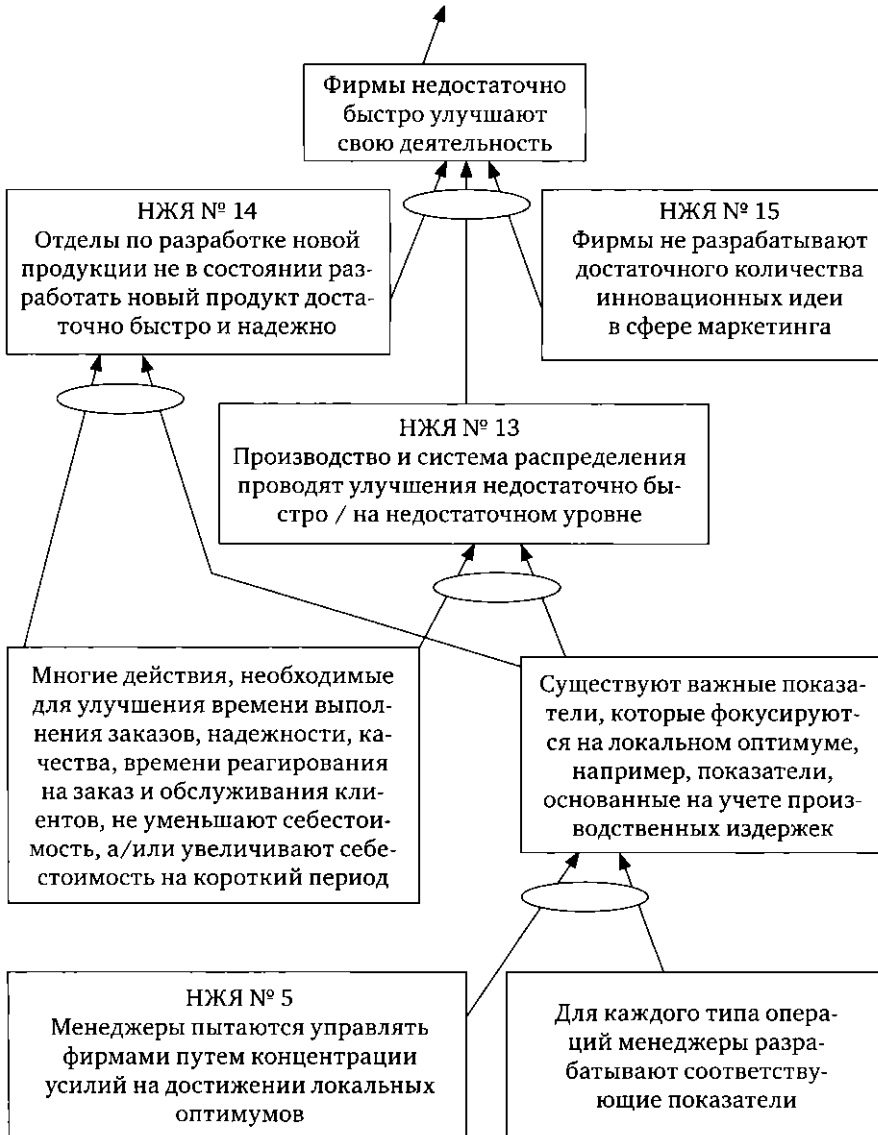 Фирмы недостаточно
быстро улучшают
свою деятельность
НЖЯ № 14
Отделы по разработке новой
продукции не в состоянии раз-
работать новый продукт доста-
точно быстро и надежно
НЖЯ № 15
Фирмы не разрабатывают
достаточного количества
инновационных идеи
в сфере маркетинга
НЖЯ № 13
Производство и система распределения
проводят улучшения недостаточно бы-
стро / на недостаточном уровне
Многие действия, необходимые
для улучшения времени выпол-
нения заказов, надежности, ка-
чества, времени реагирования
на заказ и обслуживания кли-
ентов, не уменьшают себестои-
мость, а/или увеличивают себе-
стоимость на короткий период
Существуют важные показа-
тели, которые фокусируют-
ся на локальном оптимуме,
например, показатели,
основанные на учете произ-
водственных издержек
НЖЯ № 5
Менеджеры пытаются управлять
фирмами путем концентрации
усилий на достижении локальных
оптимумов
Для каждого типа опера-
ций менеджеры разра-
батывают соответству-
ющие показатели